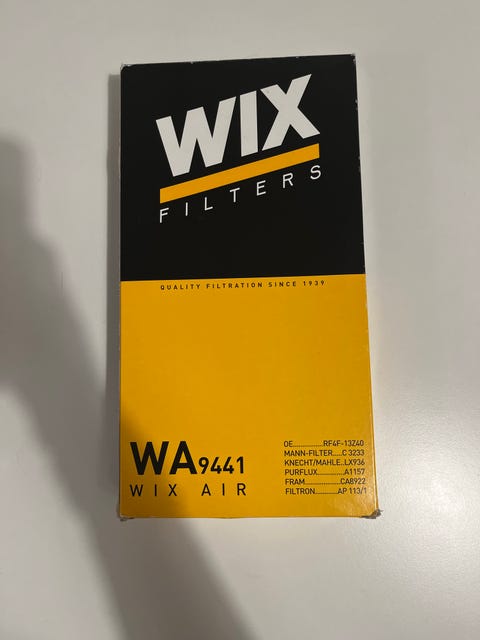 WIX
FILTERS
QUALITY FILTRATION SINCE 1939
WA9441
WIX AIR
OE...............RF4F-13Z40
MANN-FILTER.....C 3233
KNECHT/MAHLE..LX936
PURFLUX.............A1157
FRAM.................CA8922
FILTRON...........AP 113/1